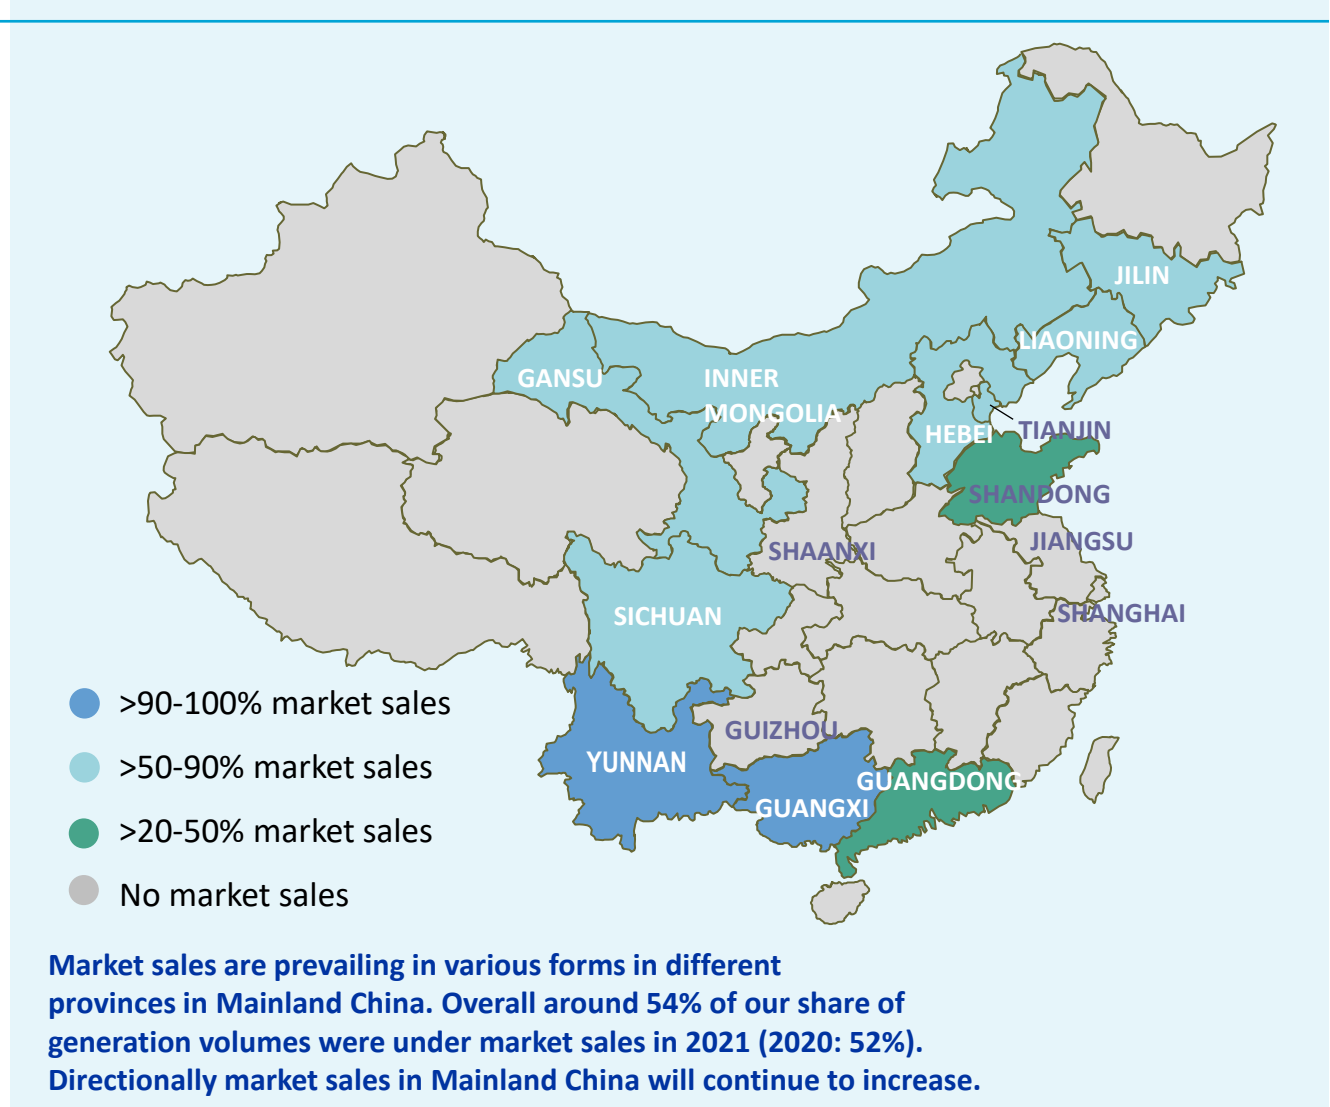 JILIN
LIAONING
GANSU
INNER
MONGOLIA
HEBEI
TIANJIN
SHANDONG
JIANGSU
SHAANXI
SHANGHAI
SICHUAN
>90-100% market sales
GUIZHOU
YUNNAN
>50-90% market sales
GUANGDONG
GUANGXI
>20-50% market sales
No market sales
Market sales are prevailing in various forms in different
provinces in Mainland China. Overall around 54% of our share of
generation volumes were under market sales in 2021 (2020: 52%).
Directionally market sales in Mainland China will continue to increase.